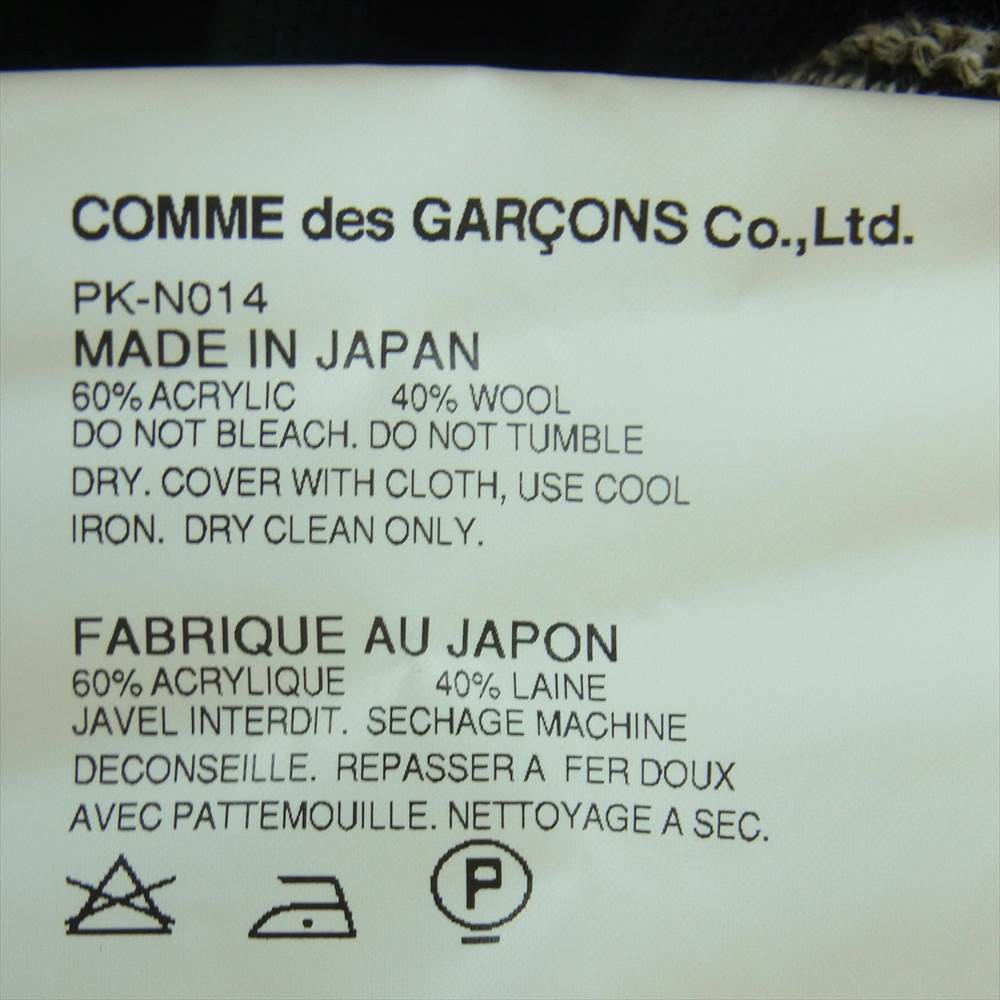 COMME des GARÇONS Co.,Ltd.
PK-N014
MADE IN JAPAN
60% ACRYLIC 40% WOOL
DO NOT BLEACH. DO NOT TUMBLE
DRY. COVER WITH CLOTH, USE COOL
IRON. DRY CLEAN ONLY.
FABRIQUE AU JAPON
60% ACRYLIQUE 40% LAINE
JAVEL INTERDIT. SECHAGE MACHINE
DECONSEILLE. REPASSER A FER DOUX
AVEC PATTEMOUILLE. NETTOYAGE A SEC.
P